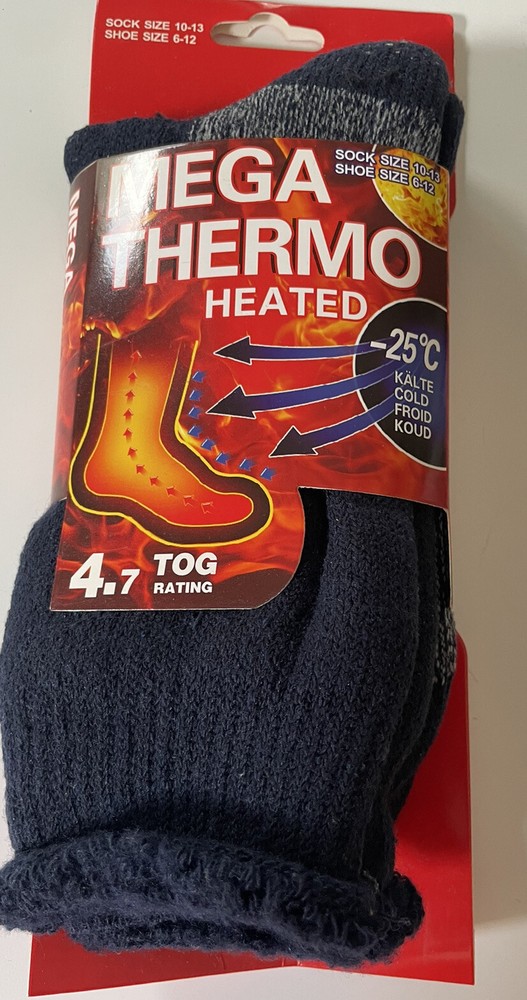 SOCK SIZE 10-13
SHOE SIZE 6-12
MEGA
THERMO
HEATED
SOCK SIZE 10-13
SHOE SIZE 6-12
MEGA
-25°C
KÄLTE
COLD
FROID
KOUD
4.7 TOG
RATING